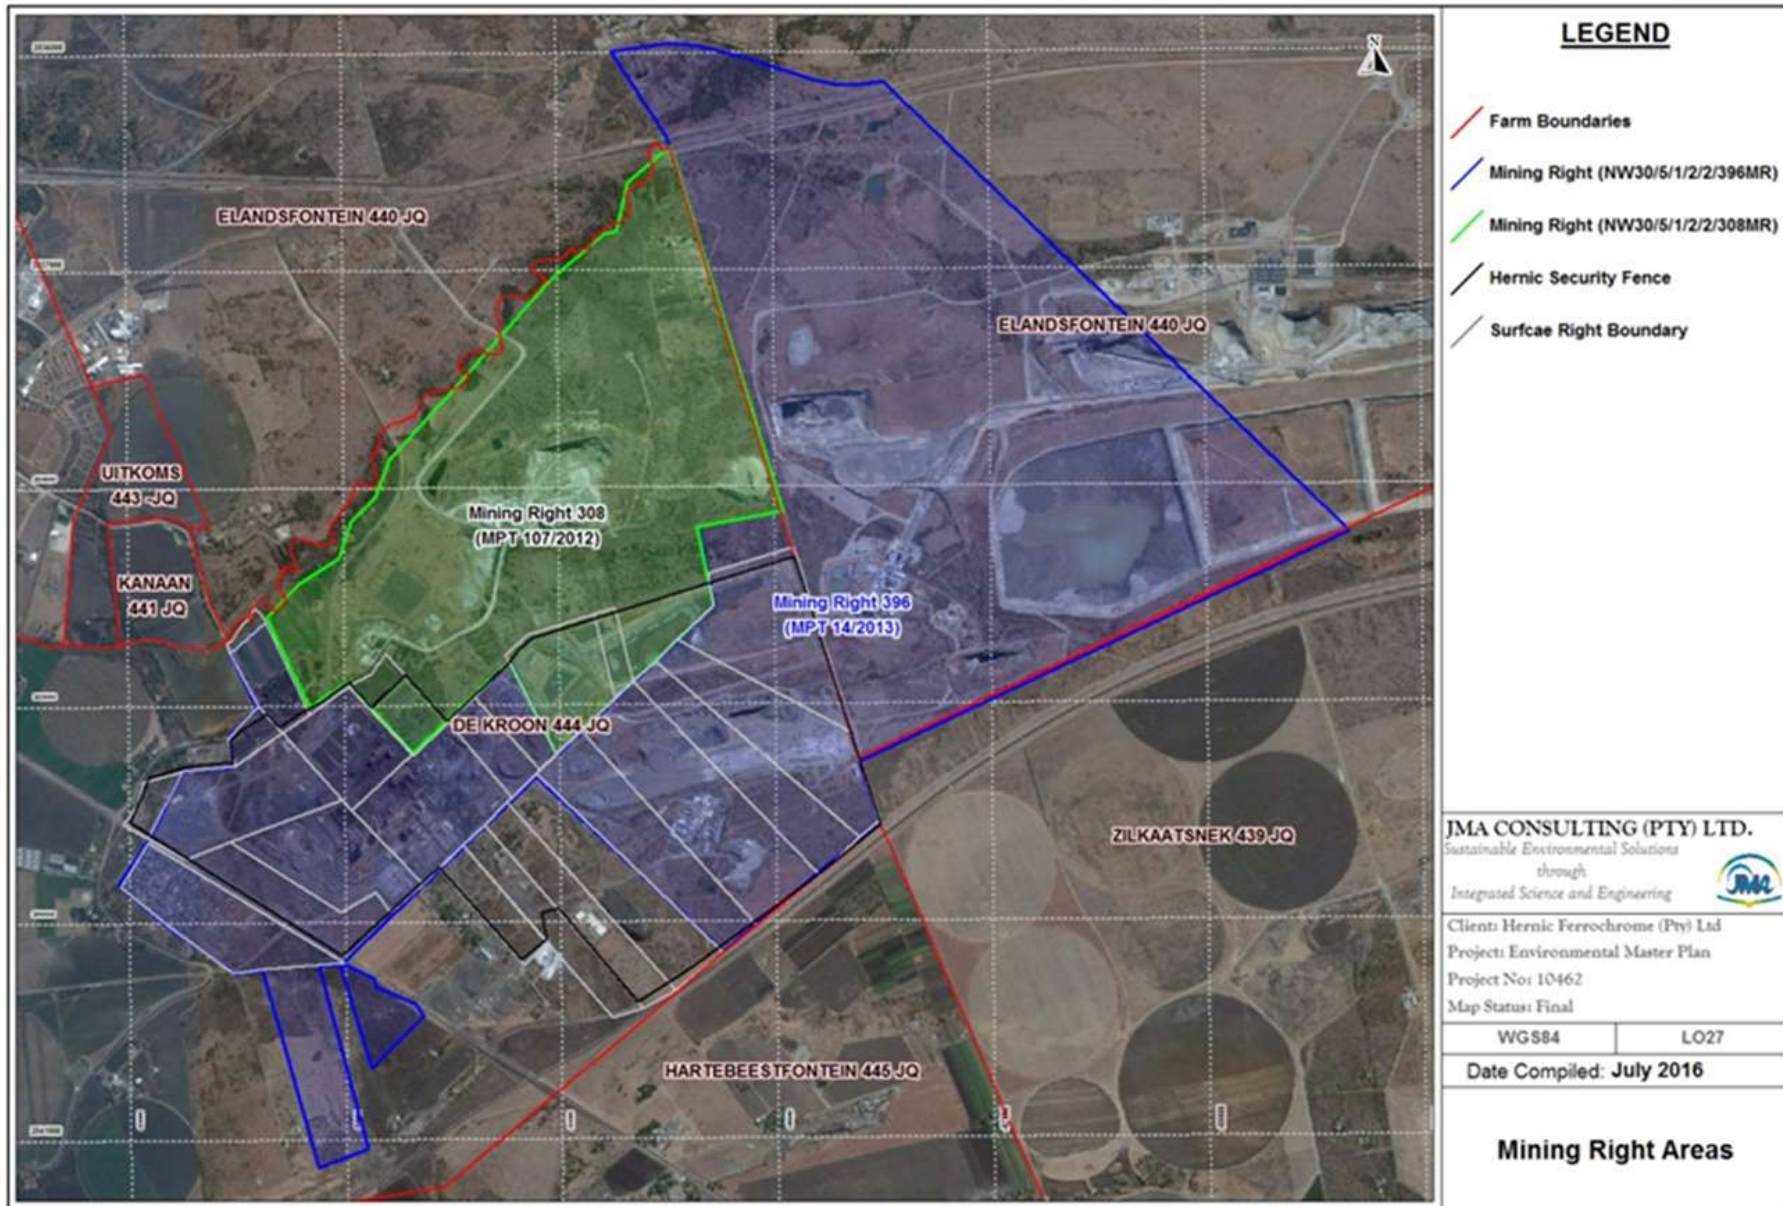 LEGEND
Farm Boundaries
Mining Right (NW30/5/1/2/2/396MR)
Mining Right (NW30/5/1/2/2/308MR)
Hernic Security Fence
Surfcae Right Boundary
N
ELANDSFONTEIN 440 JQ
ELANDSFONTEIN 440 JQ
UITKOMS
443 -JQ
KANAAN
441 JQ
Mining Right 308
(MPT 107/2012)
Mining Right 396
(MPT 14/2013)
DE KROON 444 JQ
ZILKAATSNEK 439 JQ
HARTEBEESTFONTEIN 445 JQ
JMA CONSULTING (PTY) LTD.
Sustainable Environmental Solutions
through
Integrated Science and Engineering
JMA
Client: Hernic Ferrochrome (Pty) Ltd
Project: Environmental Master Plan
Project No: 10462
Map Status: Final
WGS84
LO27
Date Compiled: July 2016
Mining Right Areas